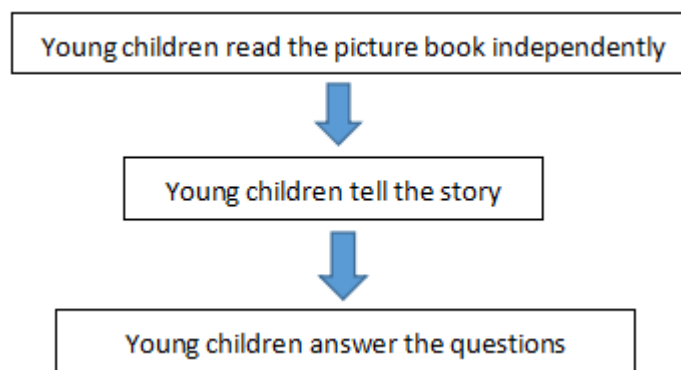 Young children read the picture book independently
Young children tell the story
Young children answer the questions